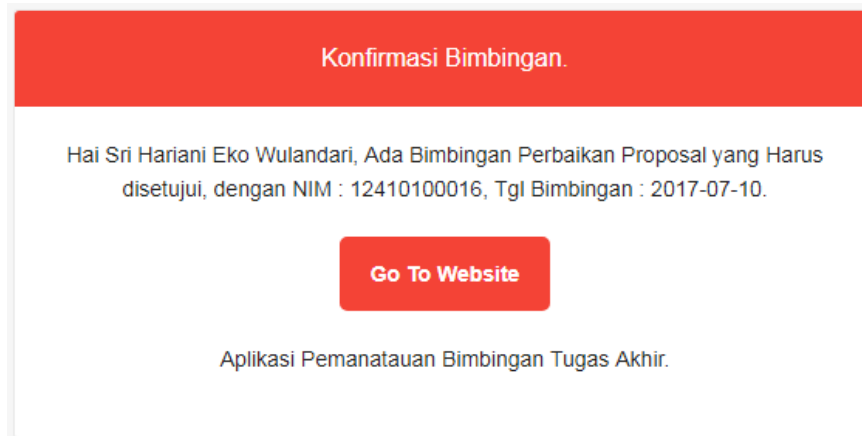 Konfirmasi Bimbingan.
Hai Sri Hariani Eko Wulandari, Ada Bimbingan Perbaikan Proposal yang Harus
disetujui, dengan NIM : 12410100016, Tgl Bimbingan : 2017-07-10.
Go To Website
Aplikasi Pemanatauan Bimbingan Tugas Akhir.